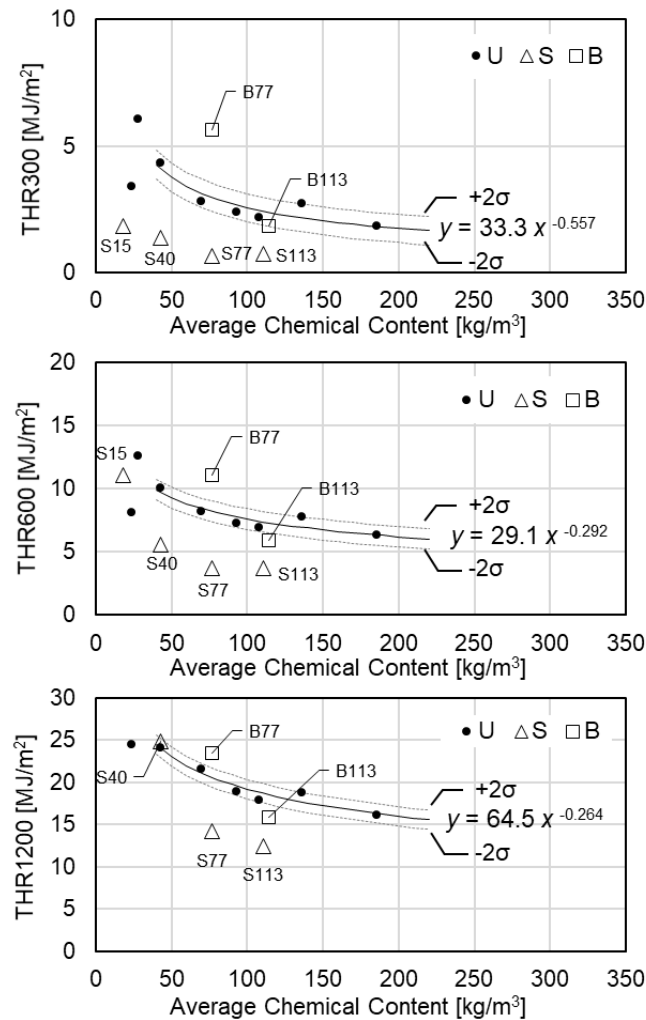 10
U S B
B77
THR300 [MJ/m²]
5
B113
+2σ
y = 33.3 x -0.557
S15
S40
S77
S113
-2σ
0
0 50 100 150 200 250 300 350
Average Chemical Content [kg/m³]
20
U S B
B77
S15
THR600 [MJ/m²]
15
10
B113
+2σ
y = 29.1 x -0.292
5
S40
S77
S113
-2σ
0
0 50 100 150 200 250 300 350
Average Chemical Content [kg/m³]
30
U S B
B77
25
B113
S40
THR1200 [MJ/m²]
20
+2σ
y = 64.5 x -0.264
15
S77
S113
-2σ
10
5
0
0 50 100 150 200 250 300 350
Average Chemical Content [kg/m³]